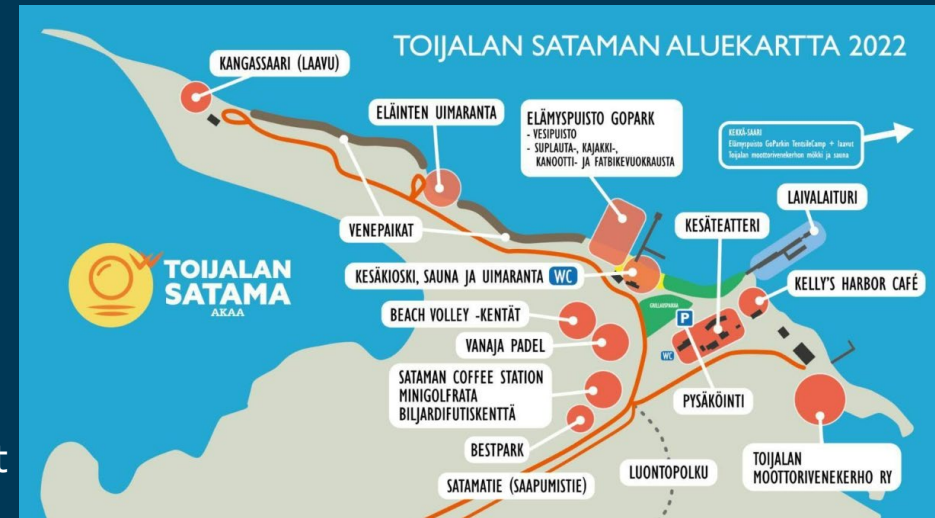 TOIJALAN SATAMAN ALUEKARTTA 2022
KANGASSAARI (LAAVU)
ELÄINTEN UIMARANTA
ELÄMYSPUISTO GOPARK
- VESIPUISTO
- SUPLAUTA-, KAJAKKI-,
KANOOTTI- JA FATBIKEVUOKRAUSTA
KEKKÄ-SAARI
Elämyspuisto GoParkin TentsileCamp + laavut
Toijalan moottorivenekerhon mökki ja sauna
LAIVALAITURI
KESÄTEATTERI
VENEPAIKAT
TOIJALAN
SATAMA
AKAA
KESÄKIOSKI, SAUNA JA UIMARANTA WC
KELLY'S HARBOR CAFÉ
BEACH VOLLEY -KENTÄT
GRILLAUSPAIKKA
P
VANAJA PADEL
WC
SATAMAN COFFEE STATION
MINIGOLFRATA
BILJARDIFUTISKENTTÄ
PYSÄKÖINTI
BESTPARK
t
LUONTOPOLKU
TOIJALAN
MOOTTORIVENEKERHO RY
SATAMATIE (SAAPUMISTIE)